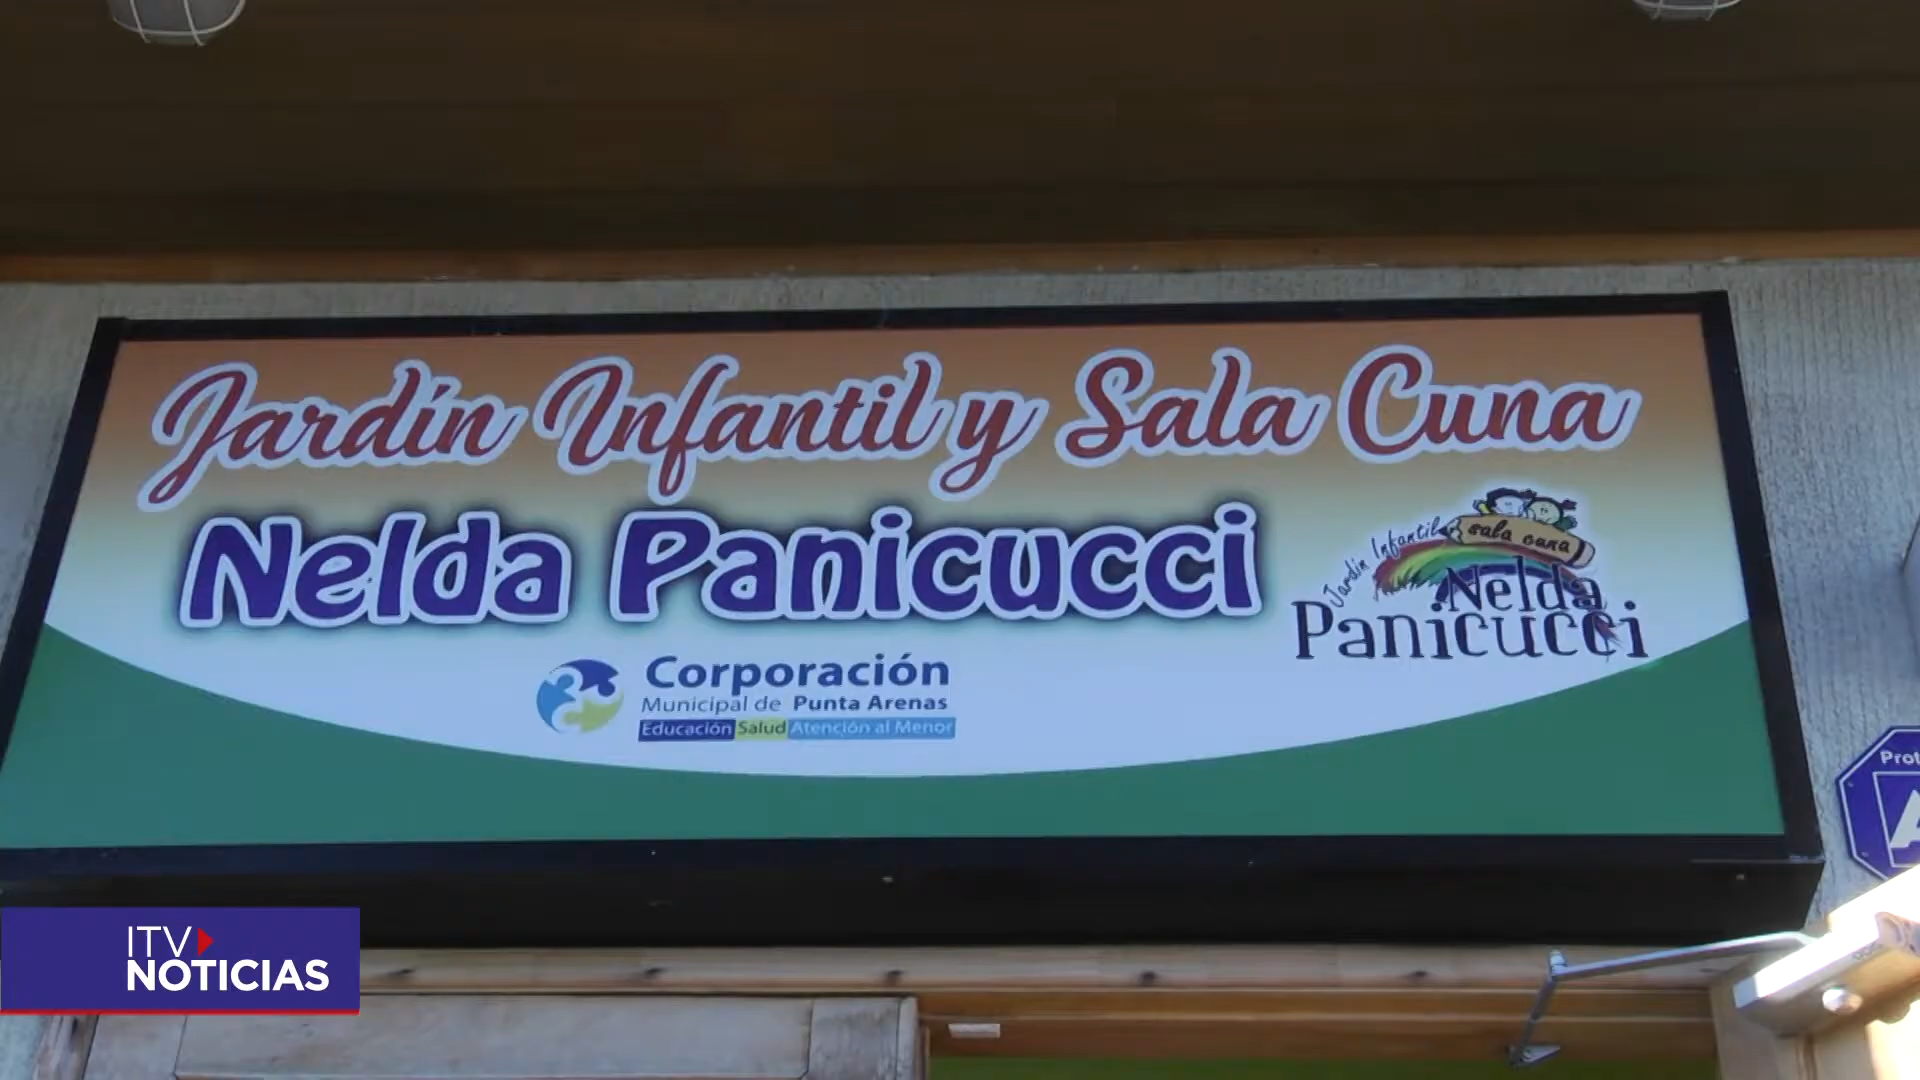 Jardín Infantil y Sala Cuna
Nelda Panicucci
Jardín Infantil
sala cuna
Nelda
Panicucci
Corporación
Municipal de Punta Arenas
Educación Salud Atención al Menor
ITV
NOTICIAS